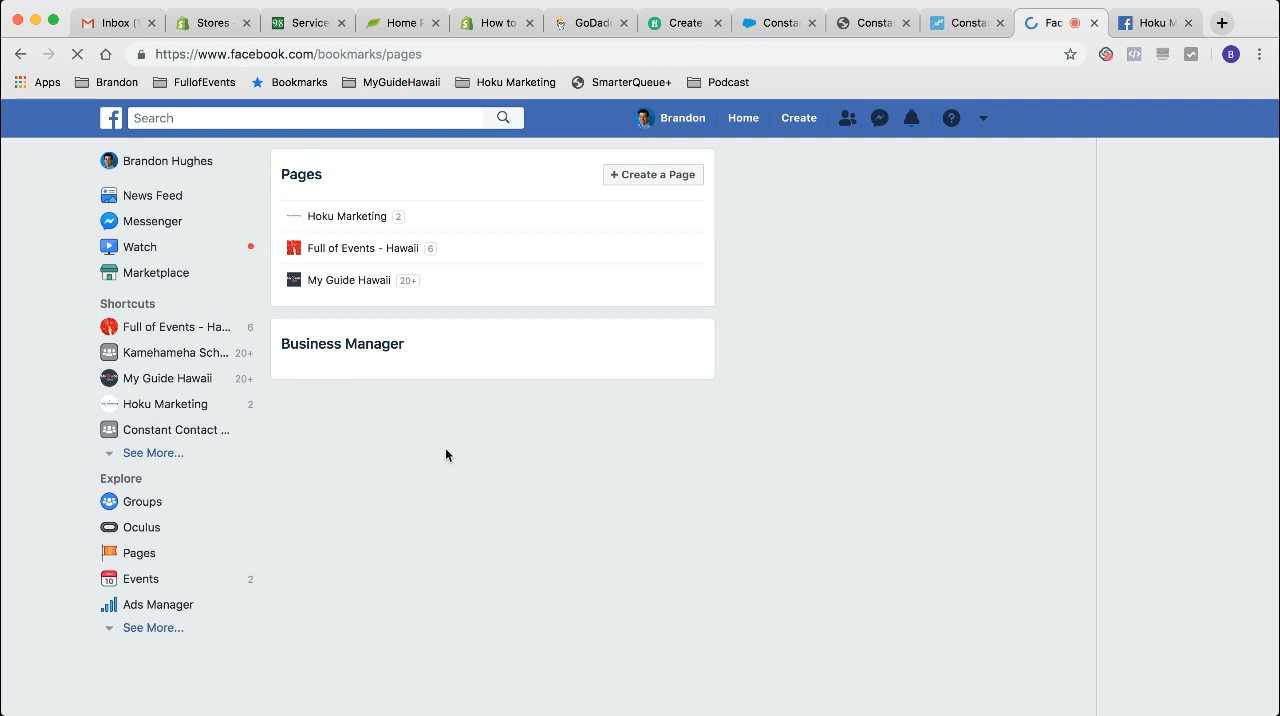 Inbox (1
Stores -
Service
Home F
How to
GoDadd
Create
Consta
Consta
Consta
Fac
Hoku M
https://www.facebook.com/bookmarks/pages
B
Apps
Brandon
FullofEvents
Bookmarks
MyGuideHawaii
Hoku Marketing
SmarterQueue+
Podcast
Search
Brandon
Home
Create
Brandon Hughes
News Feed
Messenger
Watch
Marketplace
Shortcuts
Full of Events - Ha... 6
Kamehameha Sch... 20+
My Guide Hawaii 20+
Hoku Marketing 2
Constant Contact ...
See More...
Explore
Groups
Oculus
Pages
Events 2
Ads Manager
See More...
Pages
+ Create a Page
Hoku Marketing 2
Full of Events - Hawaii 6
My Guide Hawaii 20+
Business Manager